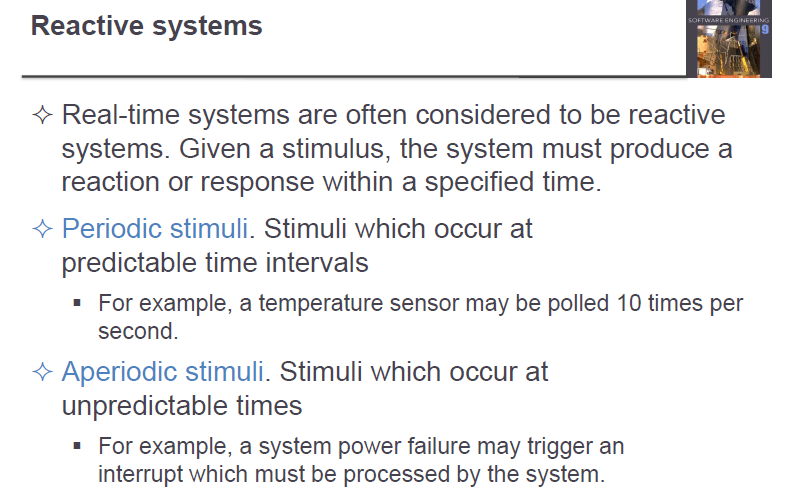 Reactive systems
SOFTWARE ENGINEERING
9
✧ Real-time systems are often considered to be reactive
systems. Given a stimulus, the system must produce a
reaction or response within a specified time.
✧ Periodic stimuli. Stimuli which occur at
predictable time intervals
▪ For example, a temperature sensor may be polled 10 times per
second.
✧ Aperiodic stimuli. Stimuli which occur at
unpredictable times
▪ For example, a system power failure may trigger an
interrupt which must be processed by the system.